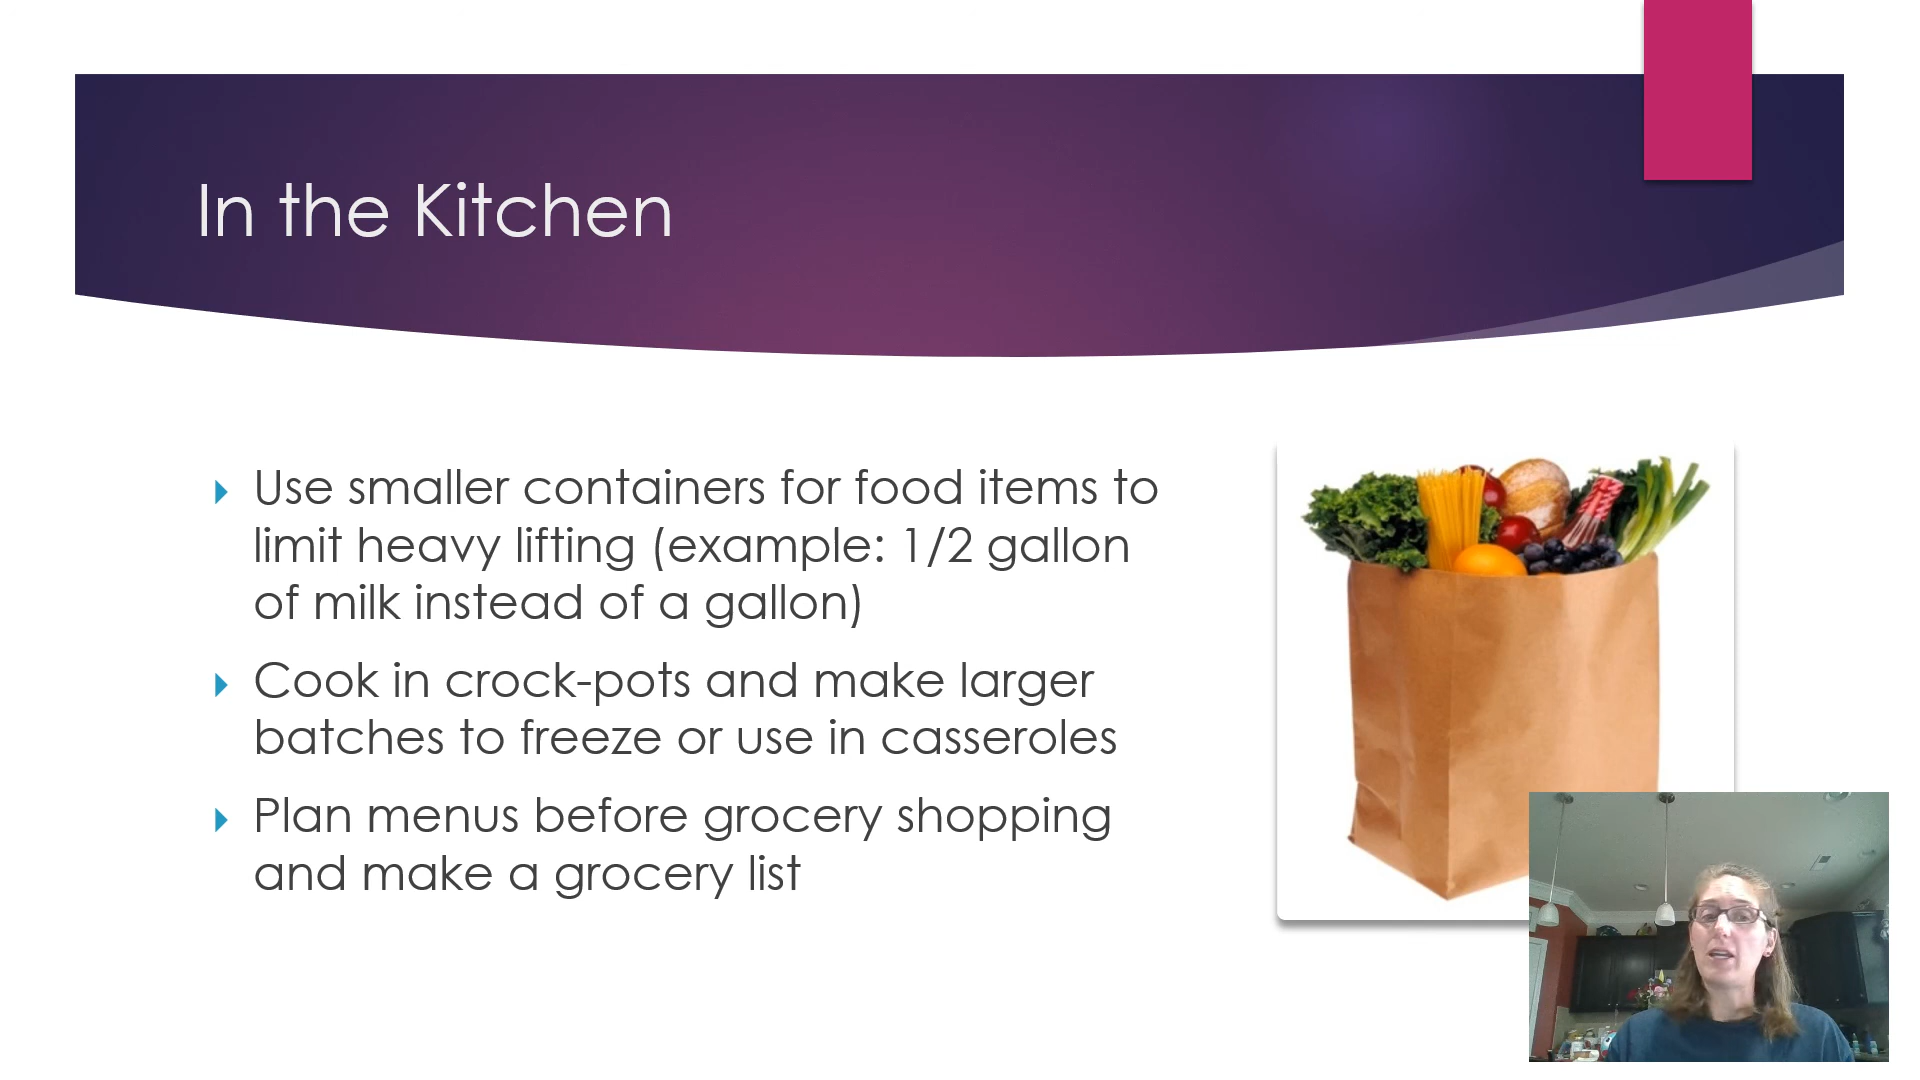 In the Kitchen
Use smaller containers for food items to
limit heavy lifting (example: 1/2 gallon
of milk instead of a gallon)
Cook in crock-pots and make larger
batches to freeze or use in casseroles
Plan menus before grocery shopping
and make a grocery list